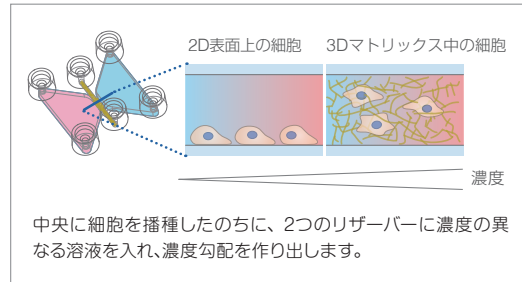 2D表面上の細胞
3Dマトリックス中の細胞
濃度
中央に細胞を播種したのちに、2つのリザーバーに濃度の異
なる溶液を入れ、濃度勾配を作り出します。